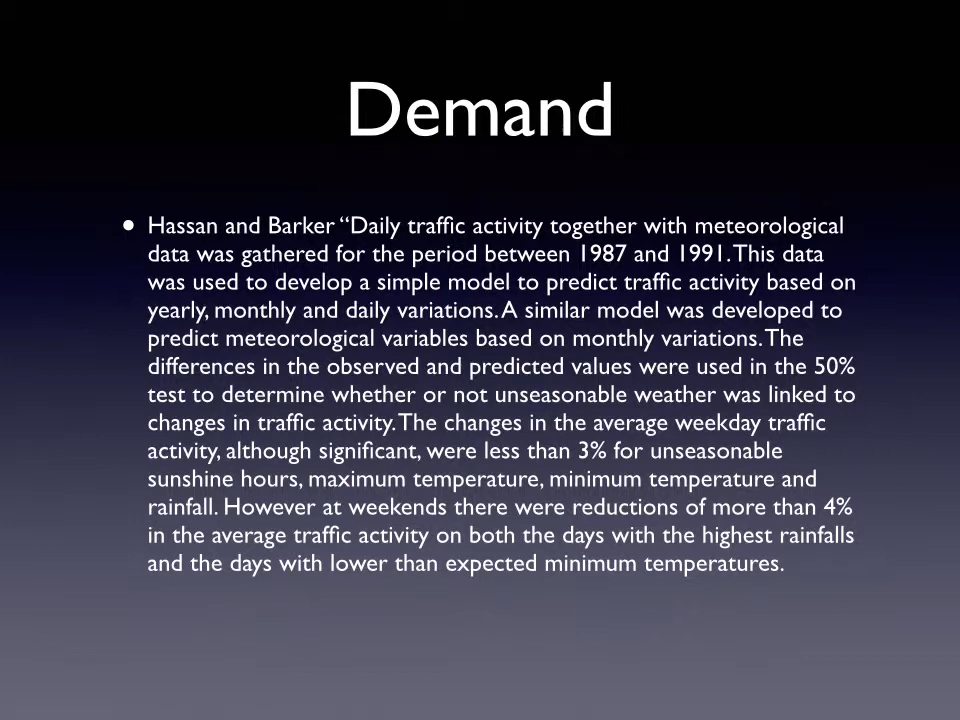 Demand
• Hassan and Barker “Daily traffic activity together with meteorological
data was gathered for the period between 1987 and 1991. This data
was used to develop a simple model to predict traffic activity based on
yearly, monthly and daily variations. A similar model was developed to
predict meteorological variables based on monthly variations. The
differences in the observed and predicted values were used in the 50%
test to determine whether or not unseasonable weather was linked to
changes in traffic activity. The changes in the average weekday traffic
activity, although significant, were less than 3% for unseasonable
sunshine hours, maximum temperature, minimum temperature and
rainfall. However at weekends there were reductions of more than 4%
in the average traffic activity on both the days with the highest rainfalls
and the days with lower than expected minimum temperatures.